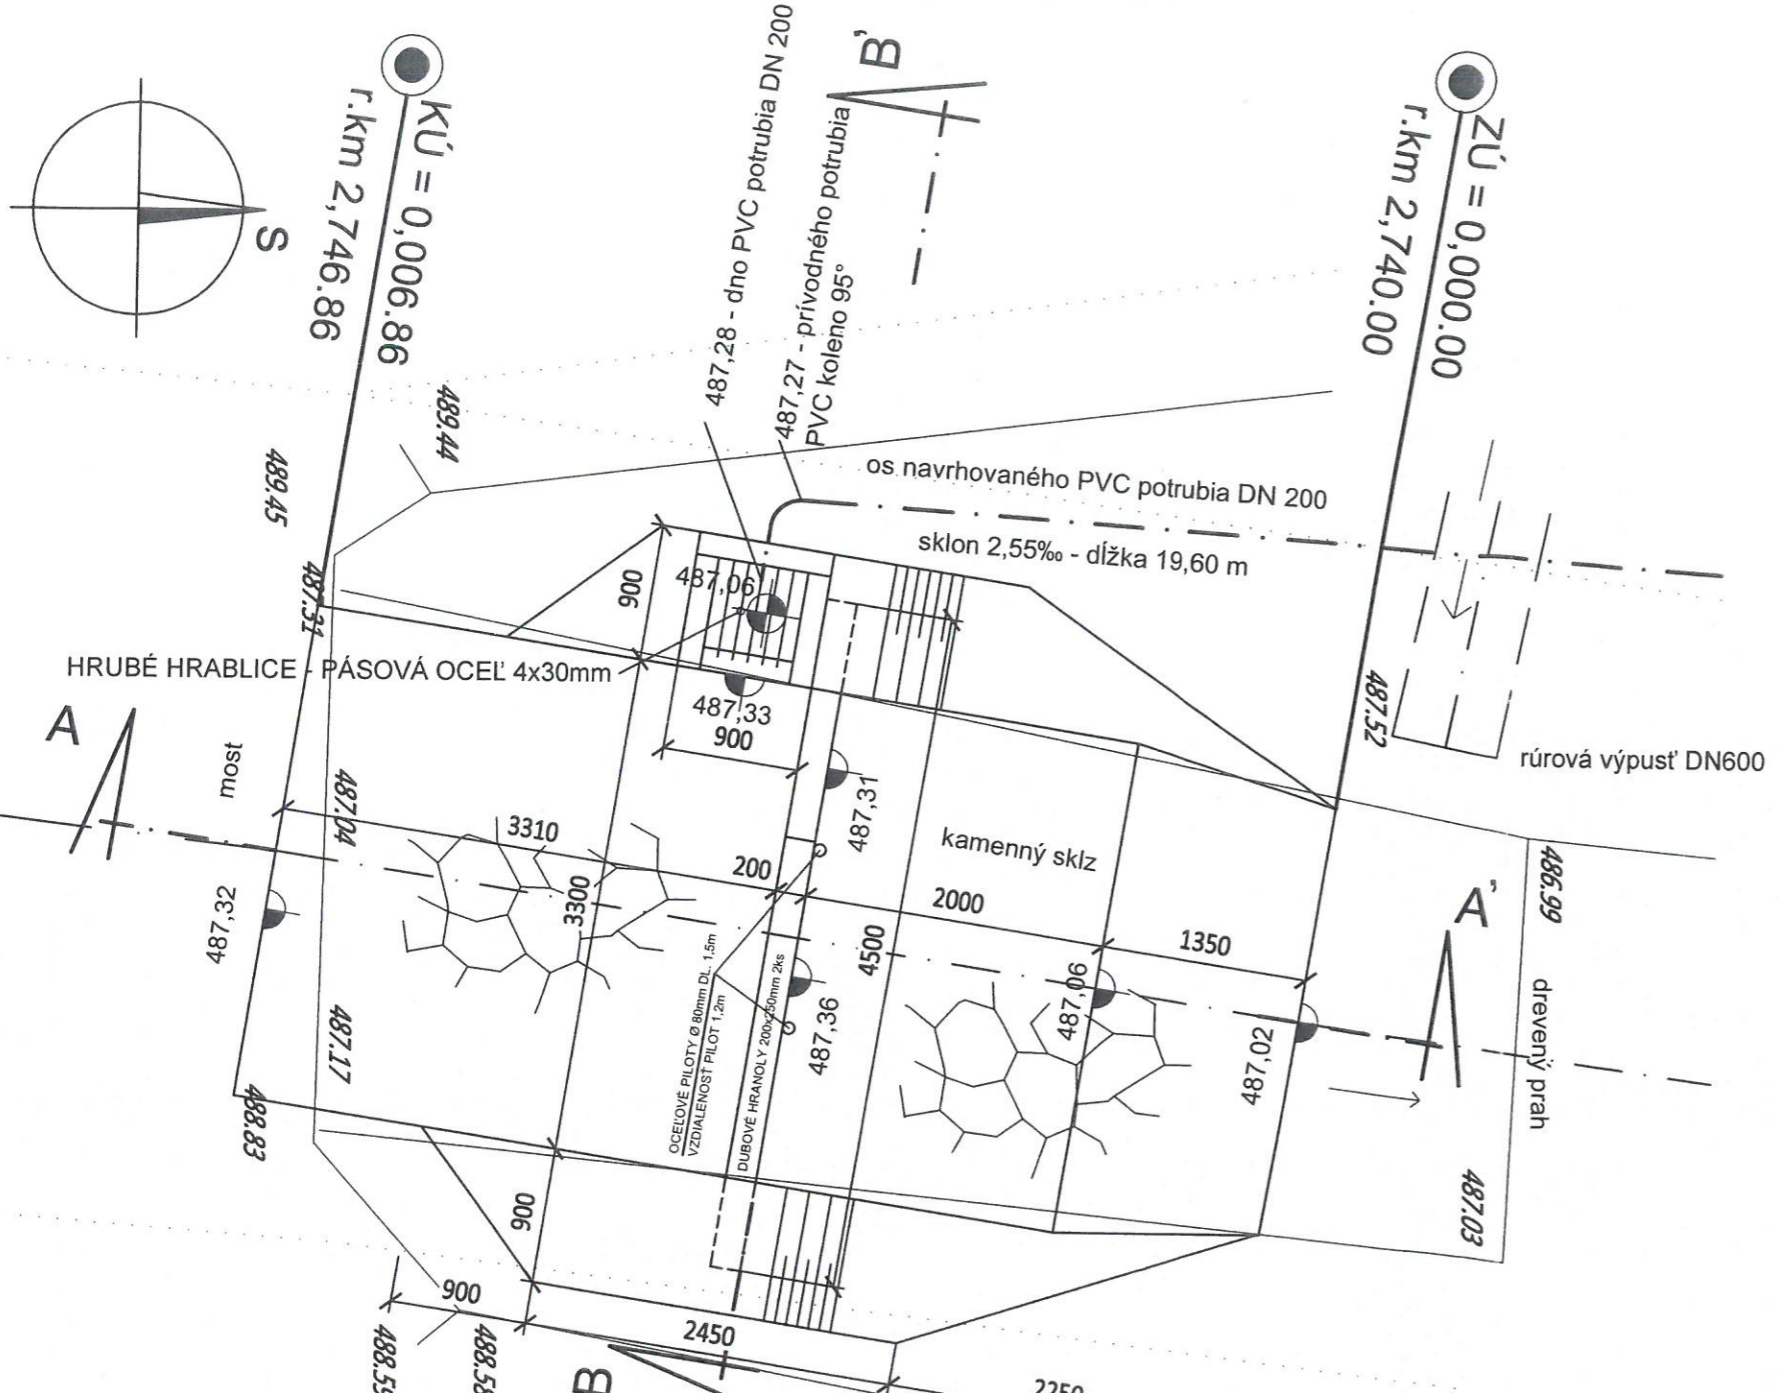 KÚ = 0,006.86
r.km 2,746.86
ZÚ = 0,000.00
r.km 2,740.00
S
B'
487,28 - dno PVC potrubia DN 200
487,27 - prívodného potrubia
PVC koleno 95°
489.44
489.45
os navrhovaného PVC potrubia DN 200
sklon 2,55‰ - dĺžka 19,60 m
487.31
900
487,06
HRUBÉ HRABLICE - PÁSOVÁ OCEĽ 4x30mm
487,33
900
487.52
rúrová výpusť DN600
A
most
487.04
3310
3300
200
487,31
kamenný sklz
2000
1350
4500
486.99
A'
487,32
487.17
OCEĽOVÉ PILOTY Ø 80mm DL. 1,5m
VZDIALENOSŤ PILOT 1,2m
DUBOVÉ HRANOLY 200x250mm 2ks
487,36
487,06
487,02
drevený prah
488.83
487.03
900
900
2450
488.59
488.58
B
2250